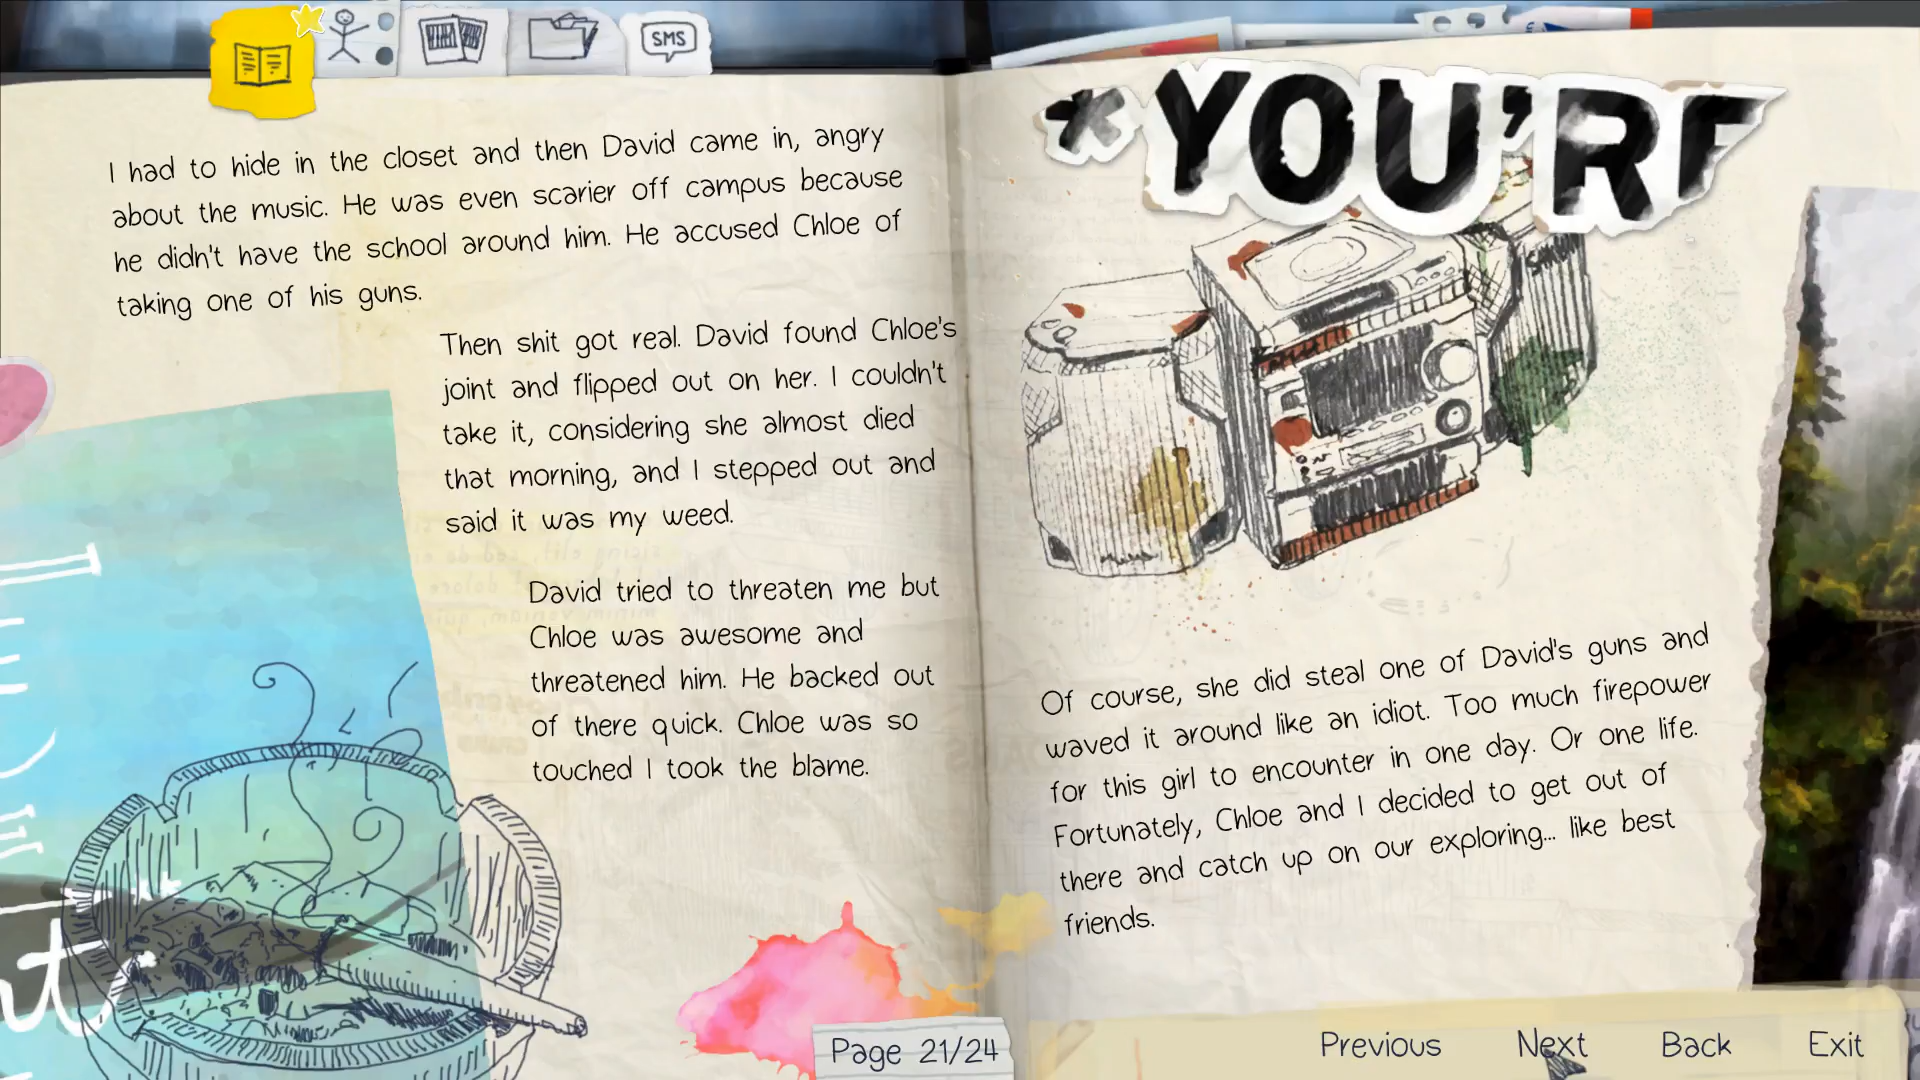 SMS
I had to hide in the closet and then David came in, angry
about the music. He was even scarier off campus because
he didn't have the school around him. He accused Chloe of
taking one of his guns.
Then shit got real. David found Chloe's
joint and flipped out on her. I couldn't
take it, considering she almost died
that morning, and I stepped out and
said it was my weed.
David tried to threaten me but
Chloe was awesome and
threatened him. He backed out
of there quick. Chloe was so
touched I took the blame.
*YOU'RE
Of course, she did steal one of David's guns and
waved it around like an idiot. Too much firepower
for this girl to encounter in one day. Or one life.
Fortunately, Chloe and I decided to get out of
there and catch up on our exploring... like best
friends.
Page 21/24
Previous
Next
Back
Exit